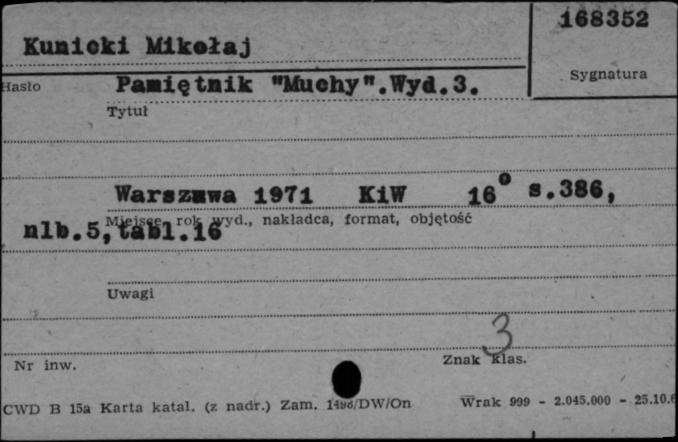 168352
Kunicki Mikołaj
Sygnatura
Hasło
Pamiętnik "Muchy".Wyd.3.
Tytuł
Warszawa 1971 KiW 16° s.386,
Miejsce, rok wyd., nakładca, format, objętość
nlb.5,tabl.16
Uwagi
3
Nr inw.
Znak klas.
CWD B 15a Karta katal. (z nadr.) Zam. /DW/On
Wrak 999 - 2.045.000 - 25.10.6